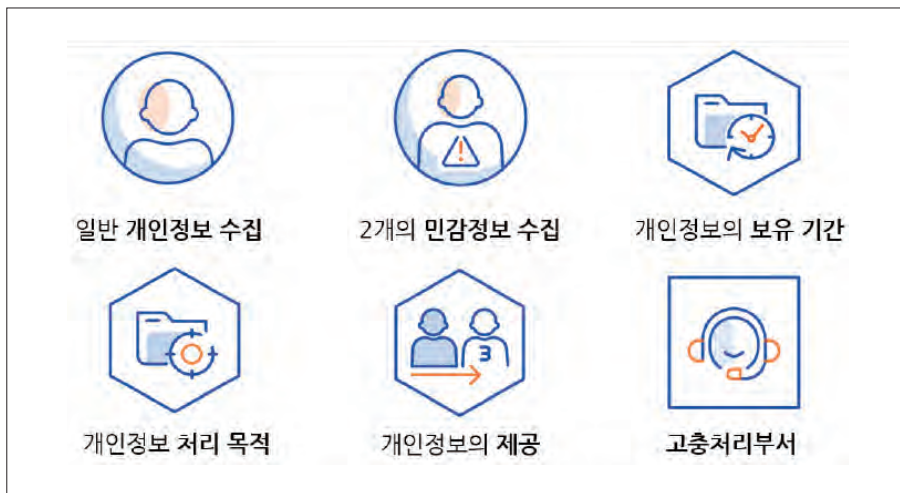 일반 개인정보 수집
2개의 민감정보 수집
개인정보의 보유 기간
3
개인정보 처리 목적
개인정보의 제공
고충처리부서